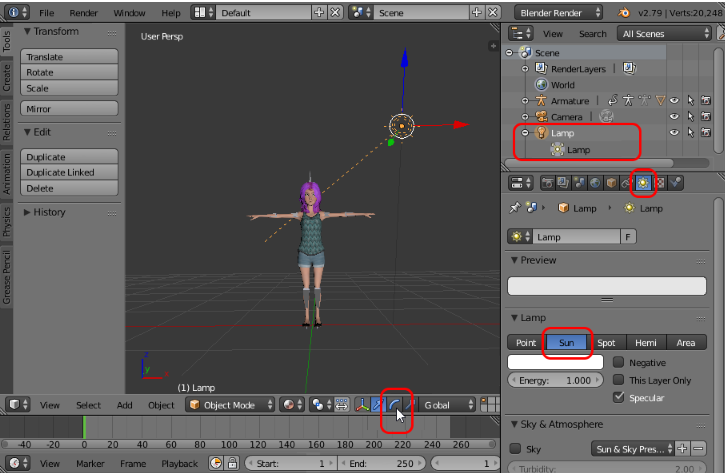 File Render Window Help Default Scene Blender Render v2.79 | Verts:20,248
Tools
Create
Relations
Animation
Physics
Grease Pencil
Transform
Translate
Rotate
Scale
Mirror
Edit
Duplicate
Duplicate Linked
Delete
History
User Persp
z
y
x
(1) Lamp
View Select Add Object Object Mode Global
-40 -20 0 20 40 60 80 100 120 140 160 180 200 220 240 260
View Marker Frame Playback Start: 1 End: 250 1
View Search All Scenes
Scene
RenderLayers |
World
Armature |
Camera |
Lamp
Lamp
Lamp Lamp
Lamp F
Preview
Lamp
Point Sun Spot Hemi Area
Negative
Energy: 1.000 This Layer Only
Specular
Sky & Atmosphere
Sky Sun & Sky Pres...
Turbidity: 2.00